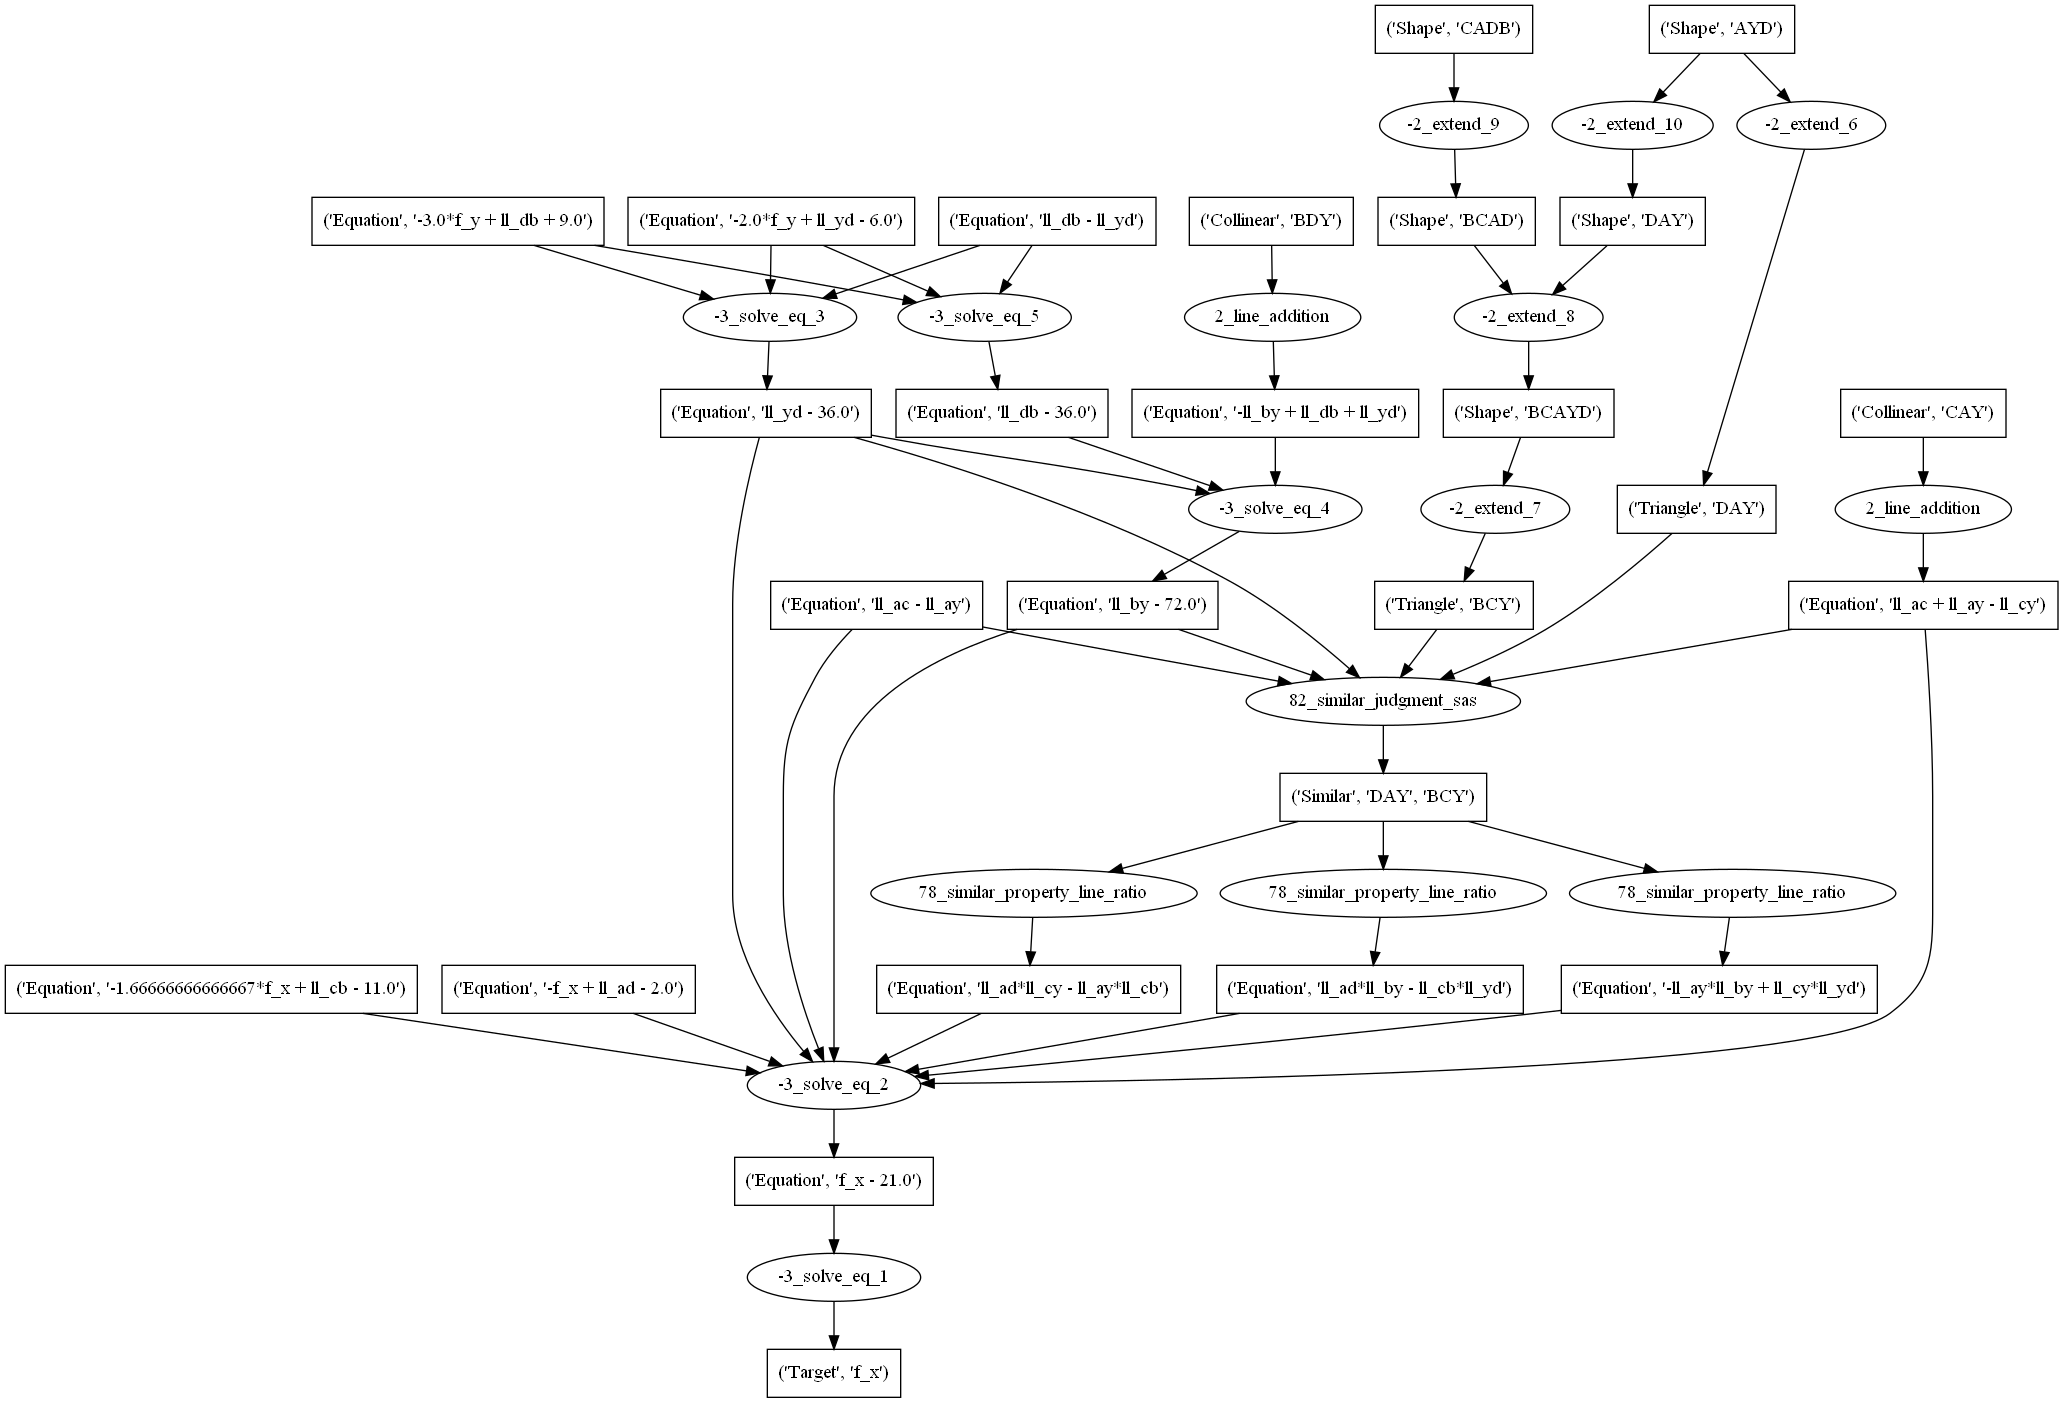 ('Shape', 'CADB')
('Shape', 'AYD')
-2_extend_9
-2_extend_10
-2_extend_6
('Equation', '-3.0*f_y + ll_db + 9.0')
('Equation', '-2.0*f_y + ll_yd - 6.0')
('Equation', 'll_db - ll_yd')
('Collinear', 'BDY')
('Shape', 'BCAD')
('Shape', 'DAY')
-3_solve_eq_3
-3_solve_eq_5
2_line_addition
-2_extend_8
('Equation', 'll_yd - 36.0')
('Equation', 'll_db - 36.0')
('Equation', '-ll_by + ll_db + ll_yd')
('Shape', 'BCAYD')
('Collinear', 'CAY')
-3_solve_eq_4
-2_extend_7
('Triangle', 'DAY')
2_line_addition
('Equation', 'll_ac - ll_ay')
('Equation', 'll_by - 72.0')
('Triangle', 'BCY')
('Equation', 'll_ac + ll_ay - ll_cy')
82_similar_judgment_sas
('Similar', 'DAY', 'BCY')
78_similar_property_line_ratio
78_similar_property_line_ratio
78_similar_property_line_ratio
('Equation', '-1.66666666666667*f_x + ll_cb - 11.0')
('Equation', '-f_x + ll_ad - 2.0')
('Equation', 'll_ad*ll_cy - ll_ay*ll_cb')
('Equation', 'll_ad*ll_by - ll_cb*ll_yd')
('Equation', '-ll_ay*ll_by + ll_cy*ll_yd')
-3_solve_eq_2
('Equation', 'f_x - 21.0')
-3_solve_eq_1
('Target', 'f_x')